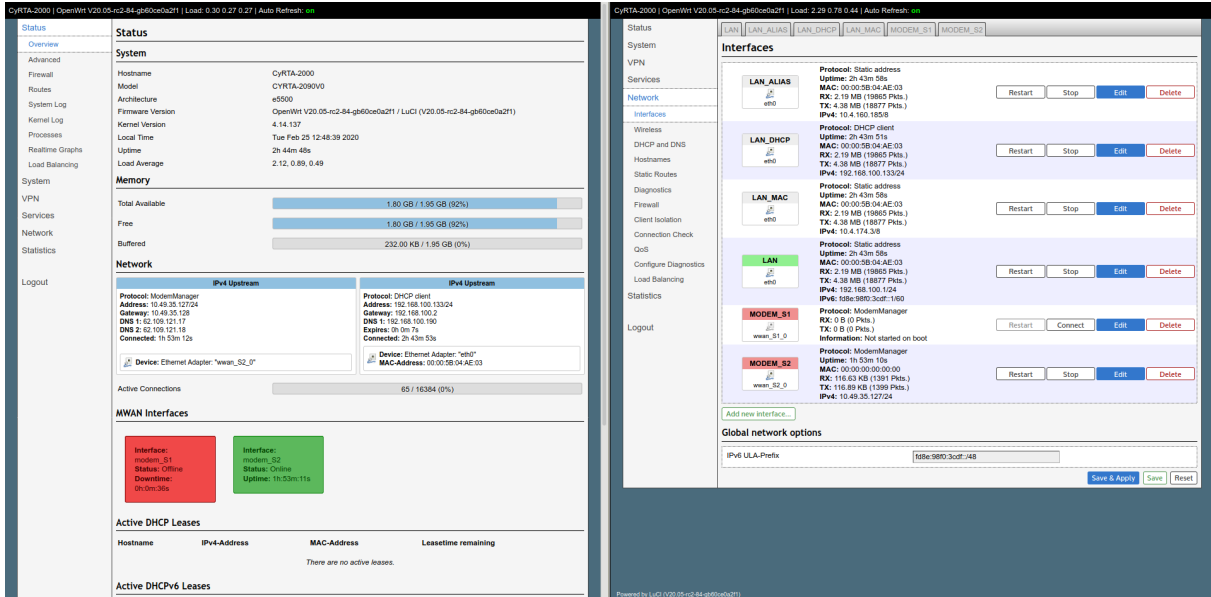 CyRTA-2000 | OpenWrt V20.05-rc2-84-gb60ce0a2f1 | Load: 0.30 0.27 0.27 | Auto Refresh: on
Status
Overview
Advanced
Firewall
Routes
System Log
Kernel Log
Processes
Realtime Graphs
Load Balancing
System
VPN
Services
Network
Statistics
Logout
Status
System
Hostname CyRTA-2000
Model CYRTA-2090V0
Architecture e5500
Firmware Version OpenWrt V20.05-rc2-84-gb60ce0a2f1 / LuCI (V20.05-rc2-84-gb60ce0a2f1)
Kernel Version 4.14.137
Local Time Tue Feb 25 12:48:39 2020
Uptime 2h 44m 48s
Load Average 2.12, 0.89, 0.49
Memory
Total Available 1.80 GB / 1.95 GB (92%)
Free 1.80 GB / 1.95 GB (92%)
Buffered 232.00 KB / 1.95 GB (0%)
Network
IPv4 Upstream
Protocol: ModemManager
Address: 10.49.35.127/24
Gateway: 10.49.35.128
DNS 1: 62.109.121.17
DNS 2: 62.109.121.18
Connected: 1h 53m 12s
Device: Ethernet Adapter: "wwan_S2_0"
IPv4 Upstream
Protocol: DHCP client
Address: 192.168.100.133/24
Gateway: 192.168.100.2
DNS 1: 192.168.100.190
Expires: 0h 0m 7s
Connected: 2h 43m 53s
Device: Ethernet Adapter: "eth0"
MAC-Address: 00:00:5B:04:AE:03
Active Connections 65 / 16384 (0%)
MWAN Interfaces
Interface:
modem_S1
Status: Offline
Downtime:
0h:0m:36s
Interface:
modem_S2
Status: Online
Uptime: 1h:53m:11s
Active DHCP Leases
Hostname IPv4-Address MAC-Address Leasetime remaining
There are no active leases.
Active DHCPv6 Leases
CyRTA-2000 | OpenWrt V20.05-rc2-84-gb60ce0a2f1 | Load: 2.29 0.78 0.44 | Auto Refresh: on
Status
System
VPN
Services
Network
Interfaces
Wireless
DHCP and DNS
Hostnames
Static Routes
Diagnostics
Firewall
Client Isolation
Connection Check
QoS
Configure Diagnostics
Load Balancing
Statistics
Logout
LAN LAN_ALIAS LAN_DHCP LAN_MAC MODEM_S1 MODEM_S2
Interfaces
LAN_ALIAS
eth0
Protocol: Static address
Uptime: 2h 43m 58s
MAC: 00:00:5B:04:AE:03
RX: 2.19 MB (19865 Pkts.)
TX: 4.38 MB (18877 Pkts.)
IPv4: 10.4.160.185/8
Restart Stop Edit Delete
LAN_DHCP
eth0
Protocol: DHCP client
Uptime: 2h 43m 51s
MAC: 00:00:5B:04:AE:03
RX: 2.19 MB (19865 Pkts.)
TX: 4.38 MB (18877 Pkts.)
IPv4: 192.168.100.133/24
Restart Stop Edit Delete
LAN_MAC
eth0
Protocol: Static address
Uptime: 2h 43m 58s
MAC: 00:00:5B:04:AE:03
RX: 2.19 MB (19865 Pkts.)
TX: 4.38 MB (18877 Pkts.)
IPv4: 10.4.174.3/8
Restart Stop Edit Delete
LAN
eth0
Protocol: Static address
Uptime: 2h 43m 58s
MAC: 00:00:5B:04:AE:03
RX: 2.19 MB (19865 Pkts.)
TX: 4.38 MB (18877 Pkts.)
IPv4: 192.168.100.1/24
IPv6: fd8e:98f0:3cdf::1/60
Restart Stop Edit Delete
MODEM_S1
wwan_S1_0
Protocol: ModemManager
RX: 0 B (0 Pkts.)
TX: 0 B (0 Pkts.)
Information: Not started on boot
Restart Connect Edit Delete
MODEM_S2
wwan_S2_0
Protocol: ModemManager
Uptime: 1h 53m 10s
MAC: 00:00:00:00:00:00
RX: 116.63 KB (1391 Pkts.)
TX: 116.89 KB (1399 Pkts.)
IPv4: 10.49.35.127/24
Restart Stop Edit Delete
Add new interface...
Global network options
IPv6 ULA-Prefix fd8e:98f0:3cdf::/48
Save & Apply Save Reset
Powered by LuCI (V20.05-rc2-84-gb60ce0a2f1)